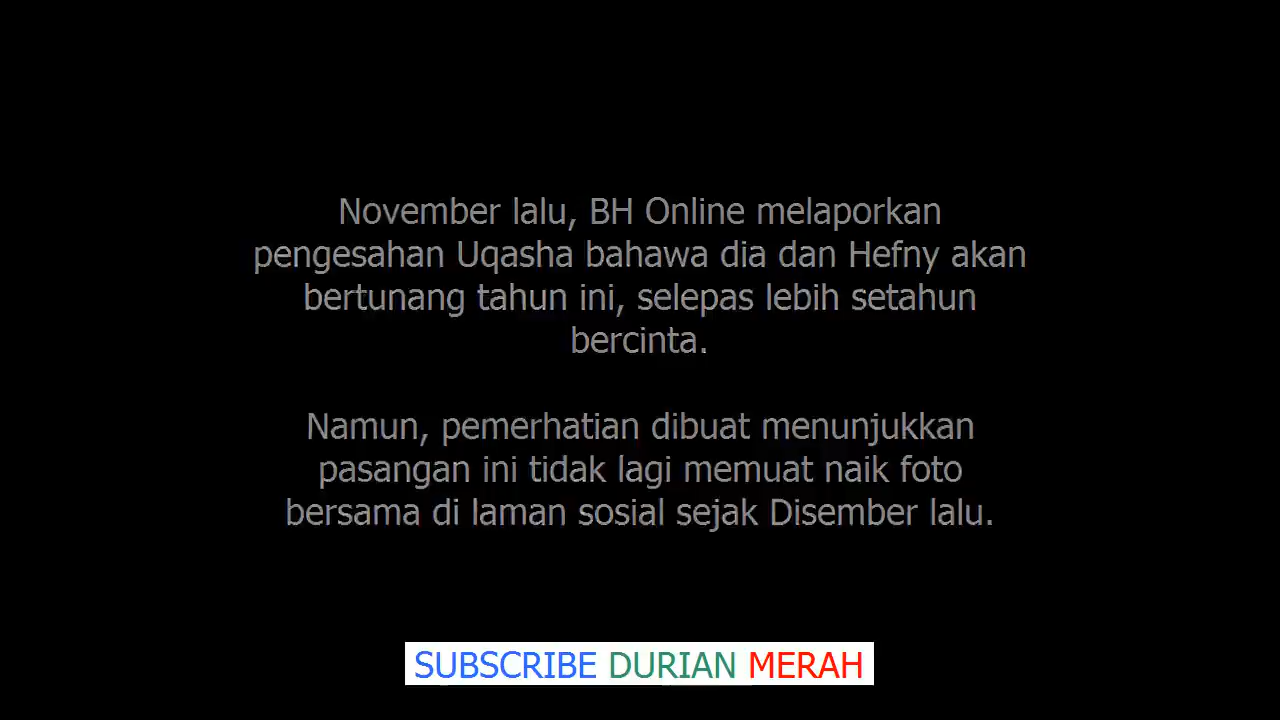 November lalu, BH Online melaporkan
pengesahan Uqasha bahawa dia dan Hefny akan
bertunang tahun ini, selepas lebih setahun
bercinta.
Namun, pemerhatian dibuat menunjukkan
pasangan ini tidak lagi memuat naik foto
bersama di laman sosial sejak Disember lalu.
SUBSCRIBE DURIAN MERAH